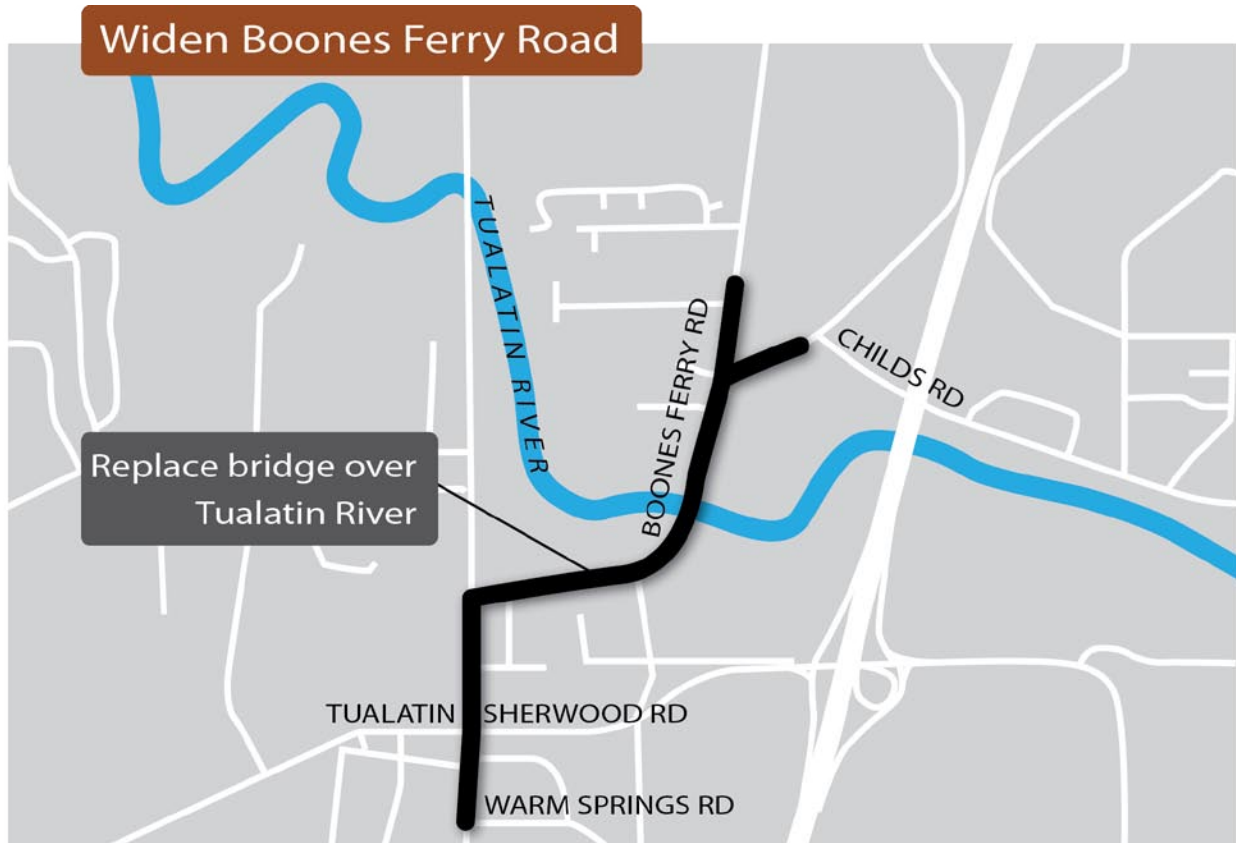 Widen Boones Ferry Road
TUALATIN RIVER
BOONES FERRY RD
CHILDS RD
Replace bridge over
Tualatin River
TUALATIN SHERWOOD RD
WARM SPRINGS RD